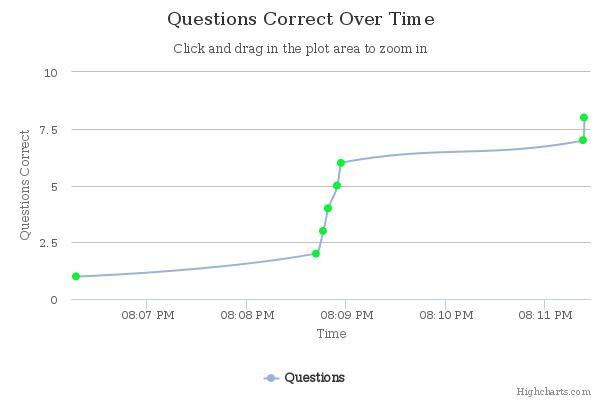 Questions Correct Over Time
Click and drag in the plot area to zoom in
Questions Correct
10
7.5
5
2.5
0
08:07 PM 08:08 PM 08:09 PM 08:10 PM 08:11 PM
Time
Questions
Highcharts.com